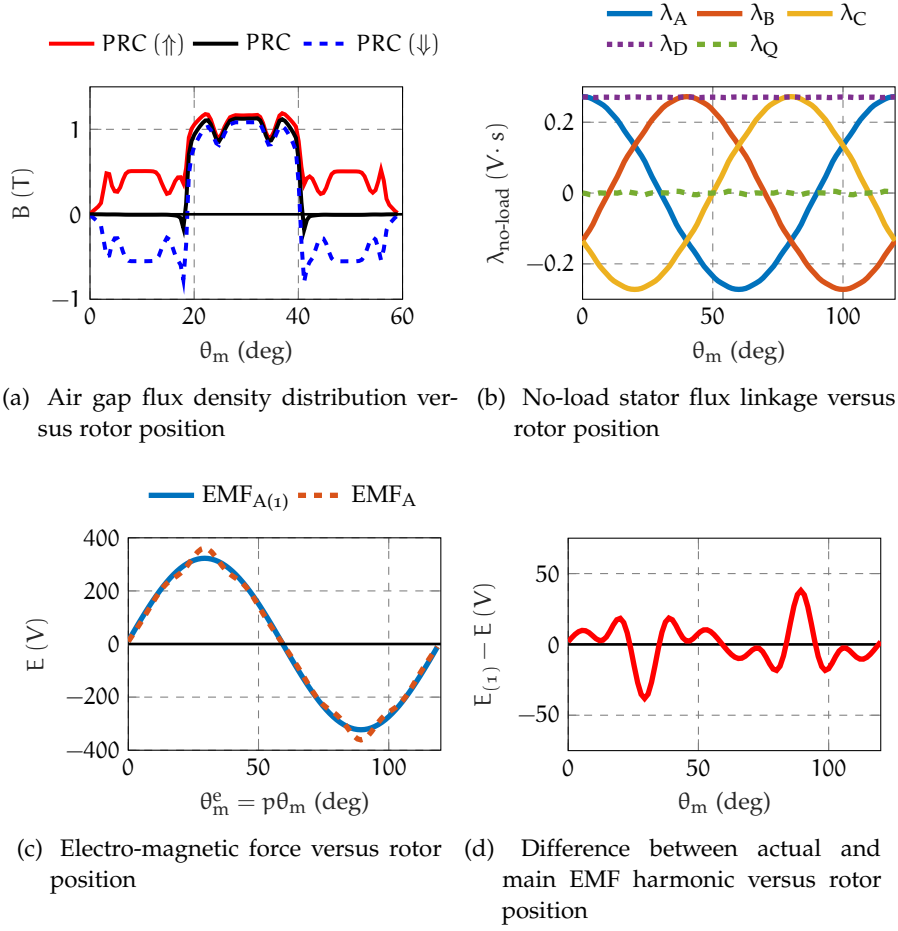 PRC (⇑) PRC PRC (⇓)
1
0
−1
B (T)
0 20 40 60
θm (deg)
(a) Air gap flux density distribution ver-
sus rotor position
λA λB λC
λD λQ
0.2
0
−0.2
λno-load (V · s)
0 50 100
θm (deg)
(b) No-load stator flux linkage versus
rotor position
EMFA(1) EMFA
400
200
0
−200
−400
E (V)
0 50 100
θᵉm = pθm (deg)
(c) Electro-magnetic force versus rotor
position
50
0
−50
E(1) − E (V)
0 50 100
θm (deg)
(d) Difference between actual and
main EMF harmonic versus rotor
position